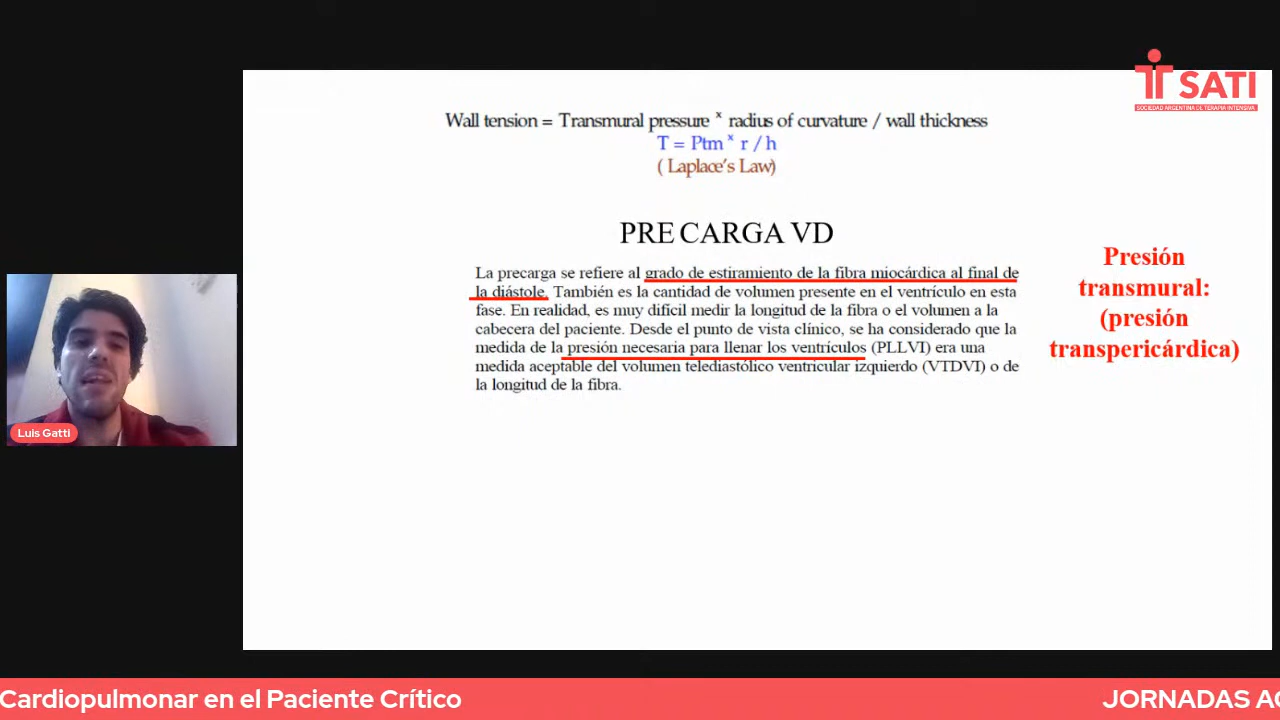 SATI
SOCIEDAD ARGENTINA DE TERAPIA INTENSIVA
Wall tension = Transmural pressure x radius of curvature / wall thickness
T = Ptm x r / h
( Laplace's Law)
PRE CARGA VD
La precarga se refiere al grado de estiramiento de la fibra miocárdica al final de
la diástole. También es la cantidad de volumen presente en el ventrículo en esta
fase. En realidad, es muy difícil medir la longitud de la fibra o el volumen a la
cabecera del paciente. Desde el punto de vista clínico, se ha considerado que la
medida de la presión necesaria para llenar los ventrículos (PLLVI) era una
medida aceptable del volumen telediastólico ventricular izquierdo (VTDVI) o de
la longitud de la fibra.
Presión
transmural:
(presión
transpericárdica)
Luis Gatti
Cardiopulmonar en el Paciente Crítico
JORNADAS AC